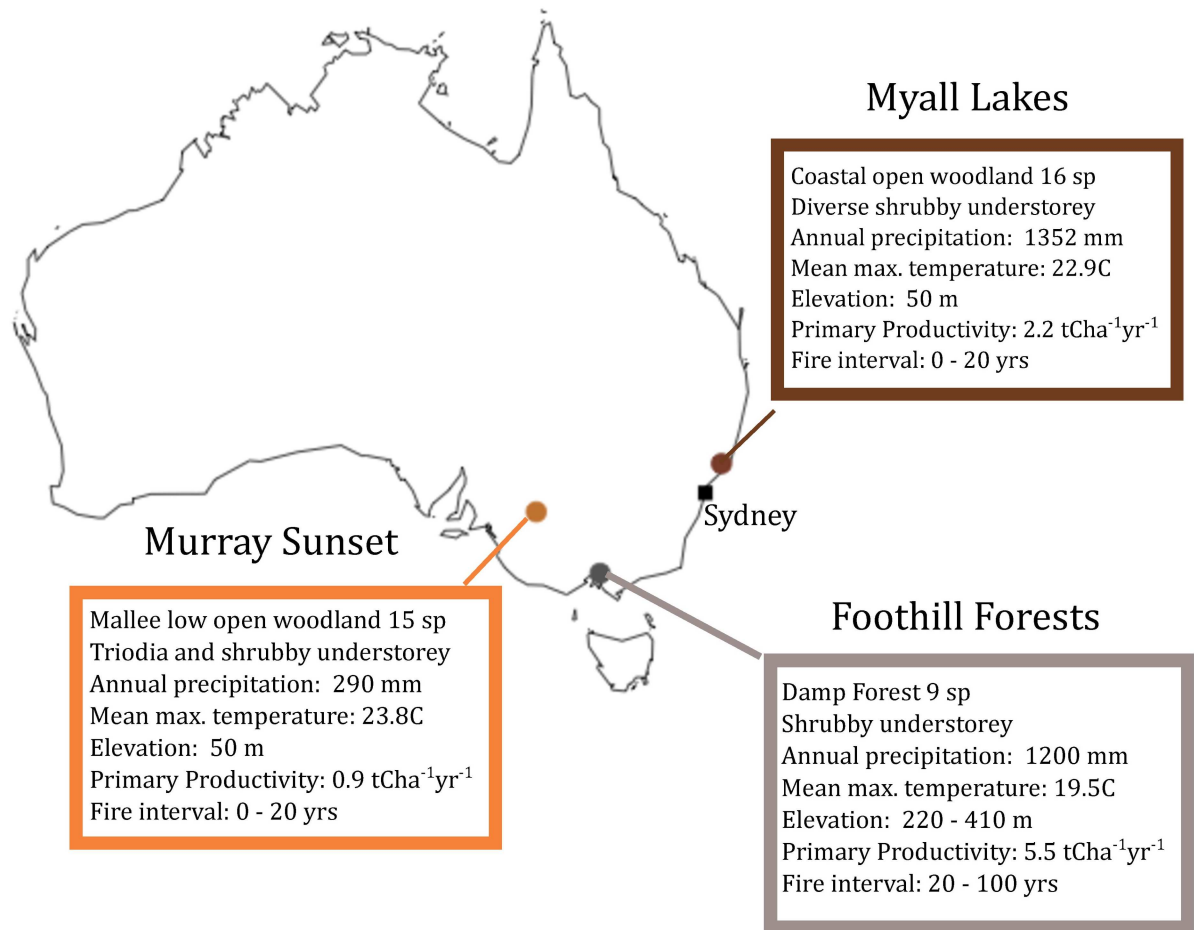 Myall Lakes
Coastal open woodland 16 sp
Diverse shrubby understorey
Annual precipitation:  1352 mm
Mean max. temperature: 22.9C
Elevation:  50 m
Primary Productivity: 2.2 tCha⁻¹yr⁻¹
Fire interval: 0 - 20 yrs
Sydney
Murray Sunset
Mallee low open woodland 15 sp
Triodia and shrubby understorey
Annual precipitation:  290 mm
Mean max. temperature: 23.8C
Elevation:  50 m
Primary Productivity: 0.9 tCha⁻¹yr⁻¹
Fire interval: 0 - 20 yrs
Foothill Forests
Damp Forest 9 sp
Shrubby understorey
Annual precipitation:  1200 mm
Mean max. temperature: 19.5C
Elevation:  220 - 410 m
Primary Productivity: 5.5 tCha⁻¹yr⁻¹
Fire interval: 20 - 100 yrs